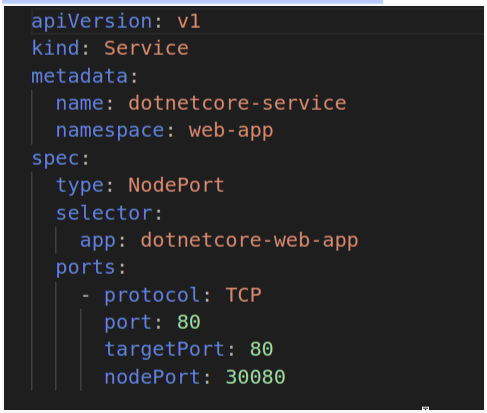 apiVersion: v1
kind: Service
metadata:
  name: dotnetcore-service
  namespace: web-app
spec:
  type: NodePort
  selector:
    app: dotnetcore-web-app
  ports:
    - protocol: TCP
      port: 80
      targetPort: 80
      nodePort: 30080